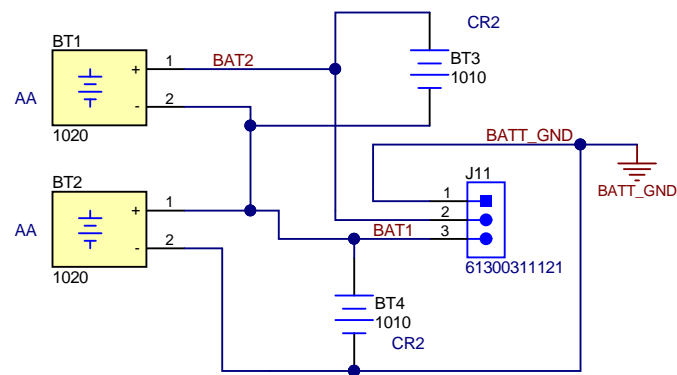 CR2
BT1
1
BAT2
BT3
+
1010
AA
2
-
1020
BATT_GND
J11
BT2
1
BATT_GND
1
2
+
AA
2
BAT1
3
-
61300311121
1020
BT4
1010
CR2